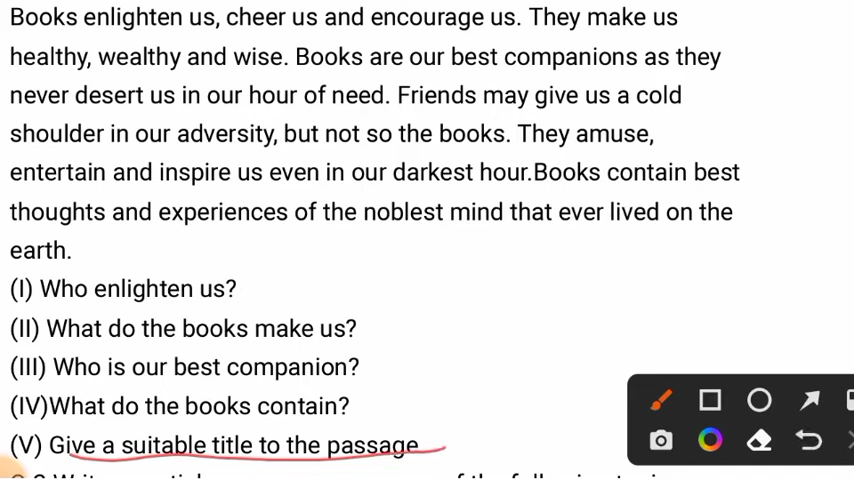 Books enlighten us, cheer us and encourage us. They make us
healthy, wealthy and wise. Books are our best companions as they
never desert us in our hour of need. Friends may give us a cold
shoulder in our adversity, but not so the books. They amuse,
entertain and inspire us even in our darkest hour.Books contain best
thoughts and experiences of the noblest mind that ever lived on the
earth.
(I) Who enlighten us?
(II) What do the books make us?
(III) Who is our best companion?
(IV)What do the books contain?
(V) Give a suitable title to the passage